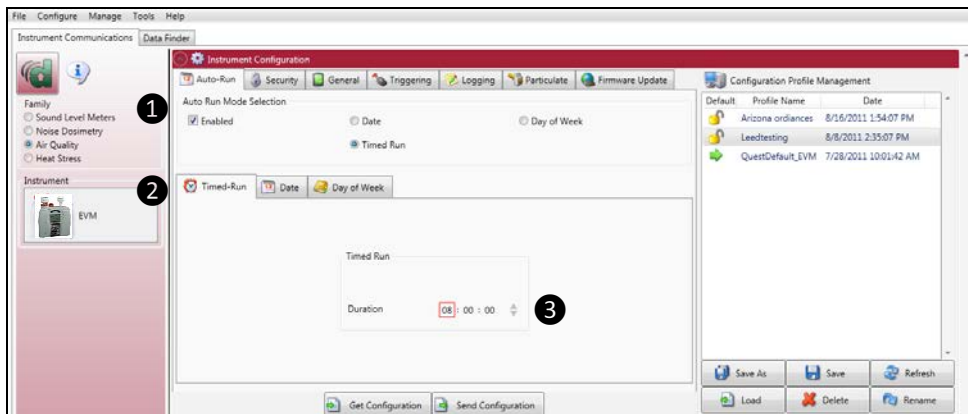 File Configure Manage Tools Help
Instrument Communications Data Finder
Instrument Configuration
Auto-Run Security General Triggering Logging Particulate Firmware Update
Configuration Profile Management
Family
Sound Level Meters
Noise Dosimetry
Air Quality
Heat Stress
1
Auto Run Mode Selection
Enabled Date Day of Week
Timed Run
Default Profile Name Date
Arizona ordiances 8/16/2011 1:54:07 PM
Leedtesting 8/8/2011 2:35:07 PM
QuestDefault_EVM 7/28/2011 10:01:42 AM
Instrument
EVM
2
Timed-Run Date Day of Week
Timed Run
Duration 08 : 00 : 00
3
Save As Save Refresh
Load Delete Rename
Get Configuration Send Configuration